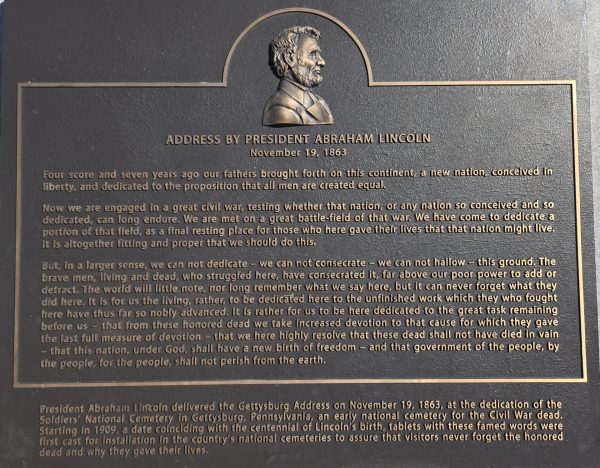 ADDRESS BY PRESIDENT ABRAHAM LINCOLN
November 19, 1863
Four score and seven years ago our fathers brought forth on this continent, a new nation, conceived in
liberty, and dedicated to the proposition that all men are created equal.
Now we are engaged in a great civil war, testing whether that nation, or any nation so conceived and so
dedicated, can long endure. We are met on a great battle-field of that war. We have come to dedicate a
portion of that field, as a final resting place for those who here gave their lives that that nation might live.
It is altogether fitting and proper that we should do this.
But, in a larger sense, we can not dedicate – we can not consecrate – we can not hallow – this ground. The
brave men, living and dead, who struggled here, have consecrated it, far above our poor power to add or
detract. The world will little note, nor long remember what we say here, but it can never forget what they
did here. It is for us the living, rather, to be dedicated here to the unfinished work which they who fought
here have thus far so nobly advanced. It is rather for us to be here dedicated to the great task remaining
before us – that from these honored dead we take increased devotion to that cause for which they gave
the last full measure of devotion – that we here highly resolve that these dead shall not have died in vain
– that this nation, under God, shall have a new birth of freedom – and that government of the people, by
the people, for the people, shall not perish from the earth.
President Abraham Lincoln delivered the Gettysburg Address on November 19, 1863, at the dedication of the
Soldiers' National Cemetery in Gettysburg, Pennsylvania, an early national cemetery for the Civil War dead.
Starting in 1909, a date coinciding with the centennial of Lincoln's birth, tablets with these famed words were
first cast for installation in the country's national cemeteries to assure that visitors never forget the honored
dead and why they gave their lives.